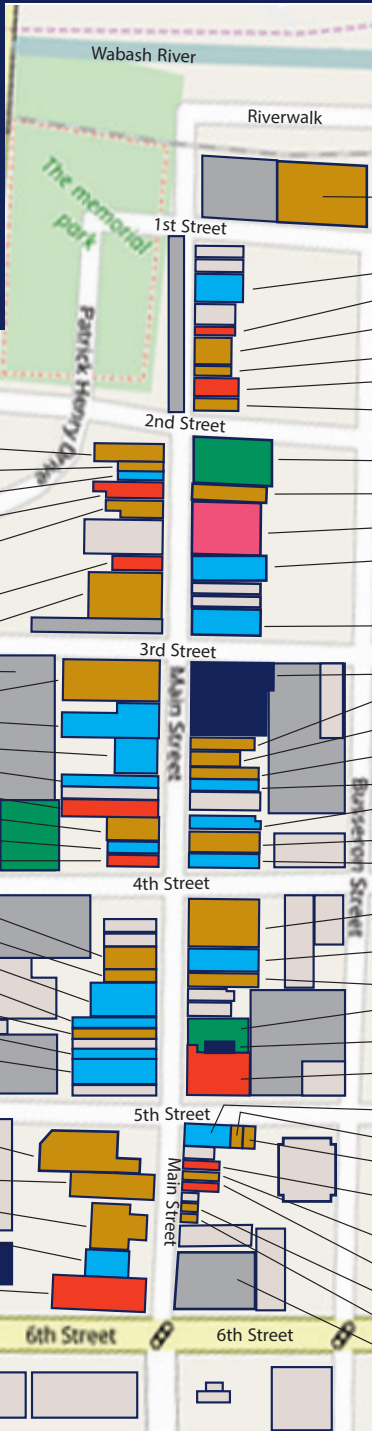 Wabash River
Riverwalk
The memorial
park
1st Street
Patrick Henry Drive
2nd Street
3rd Street
Main Street
Busseron Street
4th Street
5th Street
Main Street
6th Street
6th Street